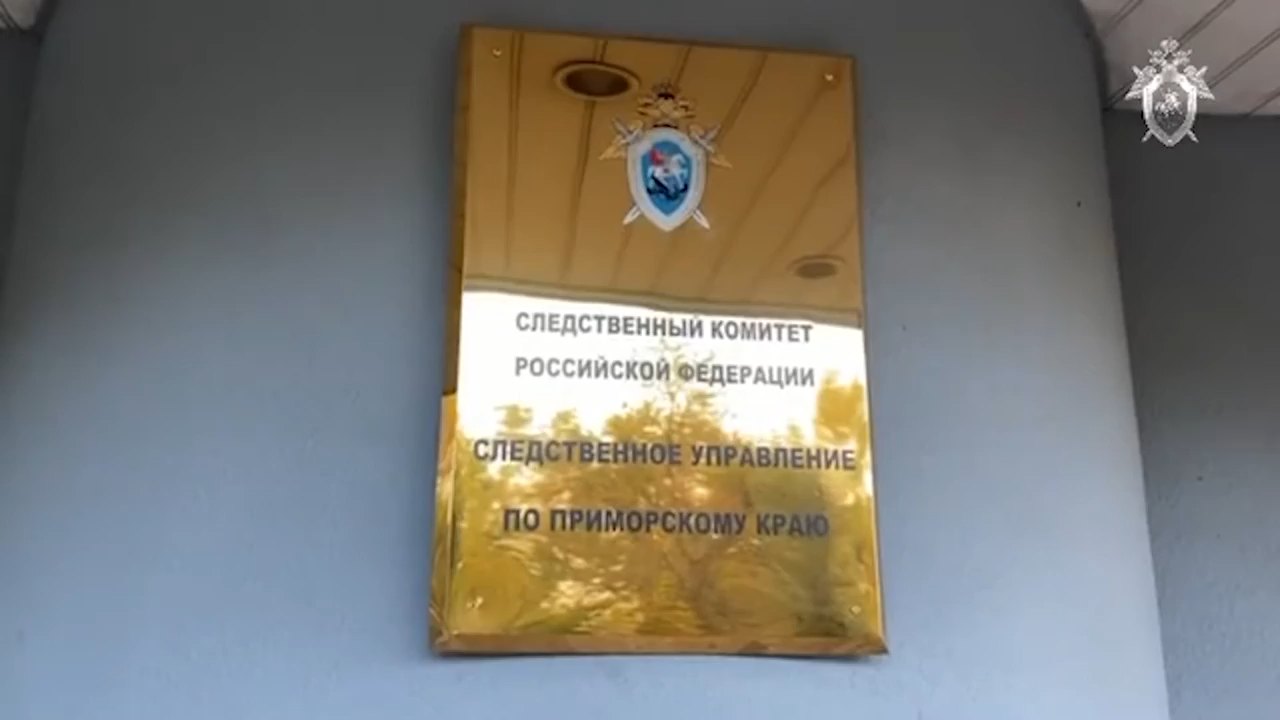 СЛЕДСТВЕННЫЙ КОМИТЕТ
РОССИЙСКОЙ ФЕДЕРАЦИИ
СЛЕДСТВЕННОЕ УПРАВЛЕНИЕ
ПО ПРИМОРСКОМУ КРАЮ